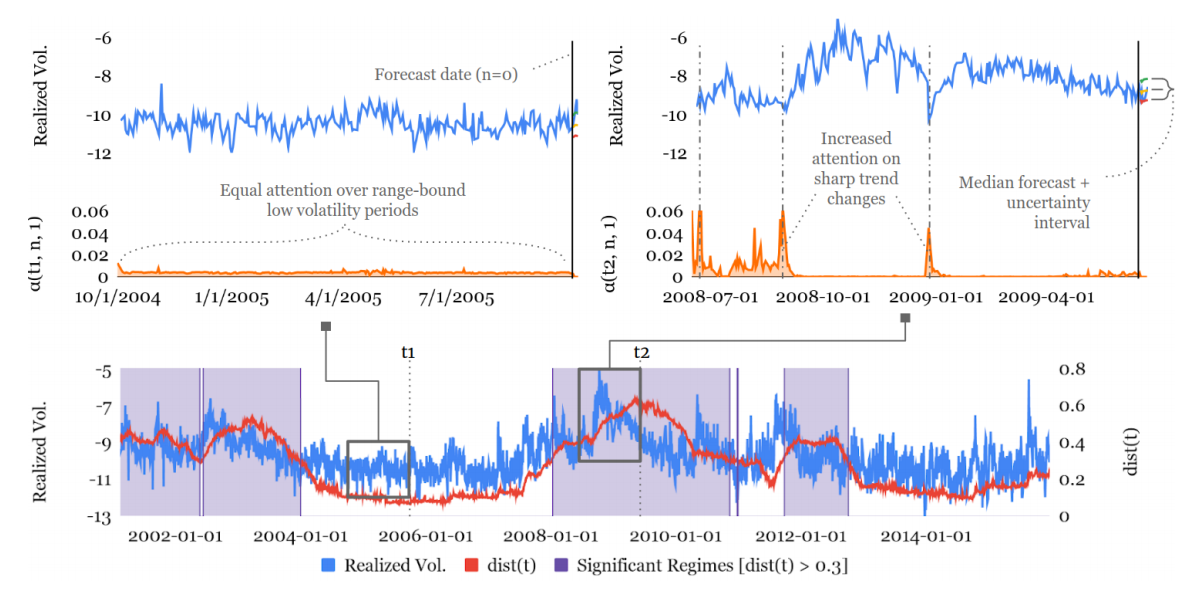 Realized Vol.
-6
-8
-10
-12
Forecast date (n=0)
Equal attention over range-bound
low volatility periods
α(t1, n, 1)
0.06
0.04
0.02
0
10/1/2004
1/1/2005
4/1/2005
7/1/2005
Realized Vol.
-6
-8
-10
-12
Increased
attention on
sharp trend
changes
Median forecast +
uncertainty
interval
α(t2, n, 1)
0.06
0.04
0.02
0
2008-07-01
2008-10-01
2009-01-01
2009-04-01
t1
t2
Realized Vol.
-5
-7
-9
-11
-13
0.8
0.6
0.4
0.2
0
dist(t)
2002-01-01
2004-01-01
2006-01-01
2008-01-01
2010-01-01
2012-01-01
2014-01-01
Realized Vol.
dist(t)
Significant Regimes [dist(t) > 0.3]